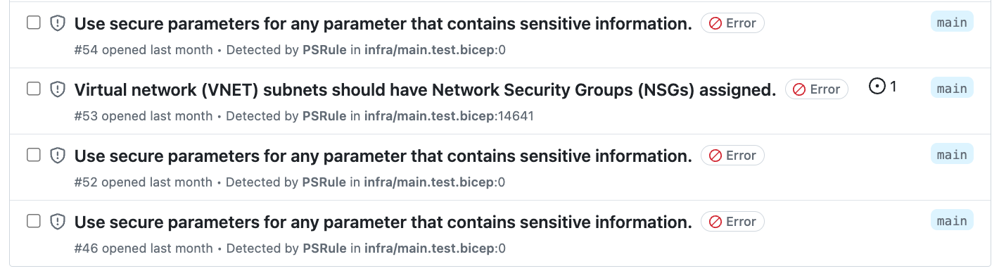 Use secure parameters for any parameter that contains sensitive information. Error main
#54 opened last month • Detected by PSRule in infra/main.test.bicep:0
Virtual network (VNET) subnets should have Network Security Groups (NSGs) assigned. Error 1 main
#53 opened last month • Detected by PSRule in infra/main.test.bicep:14641
Use secure parameters for any parameter that contains sensitive information. Error main
#52 opened last month • Detected by PSRule in infra/main.test.bicep:0
Use secure parameters for any parameter that contains sensitive information. Error main
#46 opened last month • Detected by PSRule in infra/main.test.bicep:0